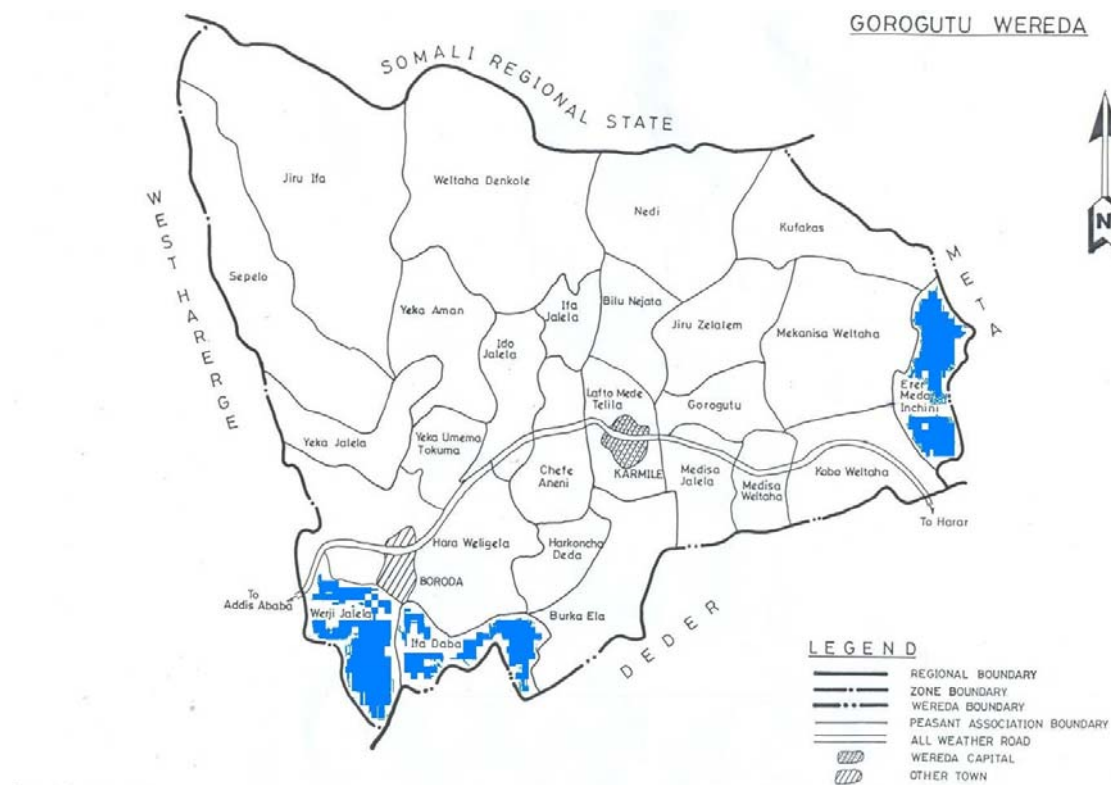 GOROGUTU WEREDA
SOMALI REGIONAL STATE
WEST HARERGE
META
N
Jiru Ifa
Weltaha Denkole
Nedi
Kufakas
Sepelo
Yeka Aman
Ifa
Jalela
Bilu Nejata
Ido
Jalela
Jiru Zelalem
Mekanisa Weltaha
Lafto Mede
Telila
Gorogutu
Erer
Meda
Inchini
Yeka Jalela
Yeka Umema
Tokuma
Chefe
Aneni
KARMILE
Medisa
Jalela
Medisa
Weltaha
Kobo Weltaha
To Harar
Hara Weligela
Harkoncha
Deda
BORODA
To
Addis Ababa
Werji Jalela
Ifa Daba
Burka Ela
DEDER
LEGEND
REGIONAL BOUNDARY
ZONE BOUNDARY
WEREDA BOUNDARY
PEASANT ASSOCIATION BOUNDARY
ALL WEATHER ROAD
WEREDA CAPITAL
OTHER TOWN